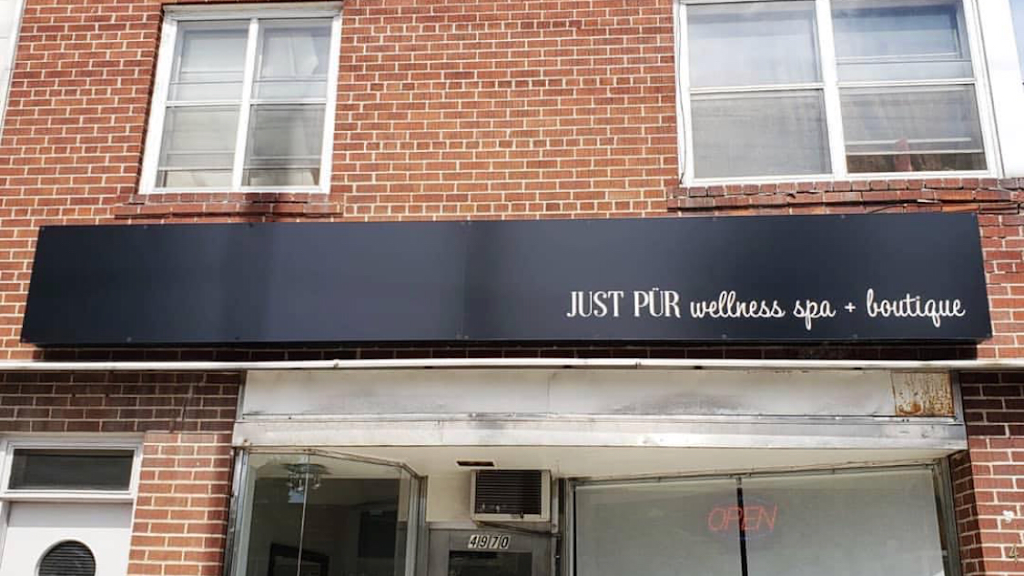 JUST PÜR wellness spa + boutique
OPEN
4970